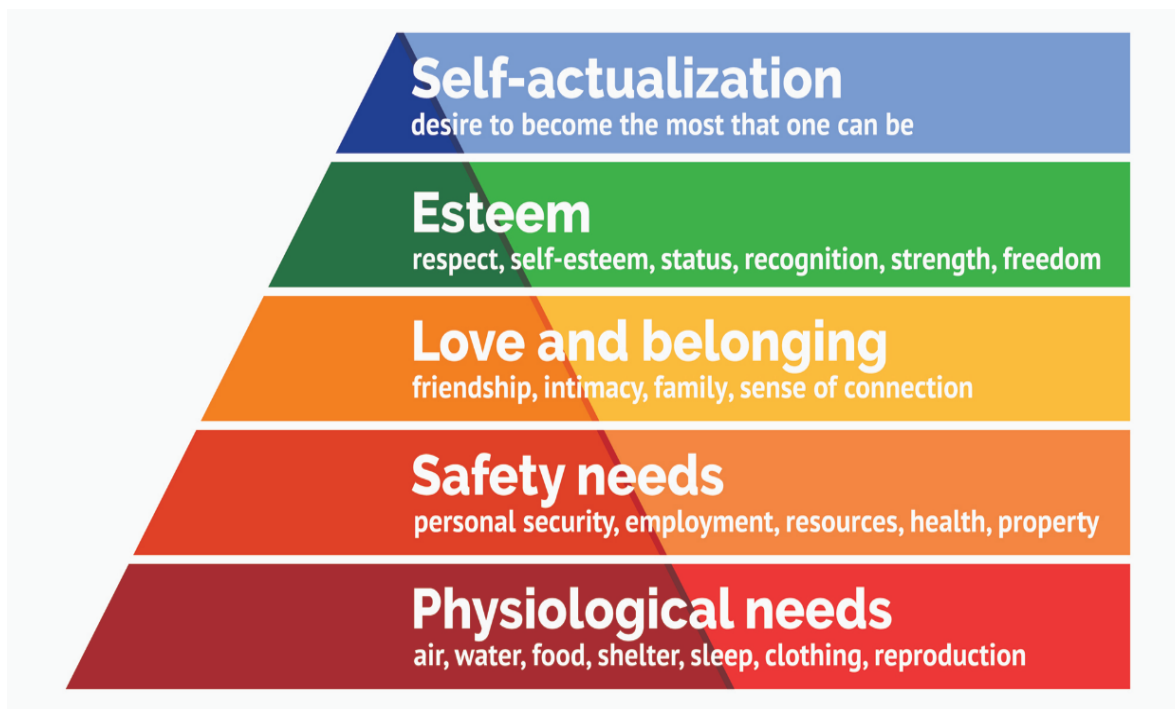 Self-actualization
desire to become the most that one can be
Esteem
respect, self-esteem, status, recognition, strength, freedom
Love and belonging
friendship, intimacy, family, sense of connection
Safety needs
personal security, employment, resources, health, property
Physiological needs
air, water, food, shelter, sleep, clothing, reproduction